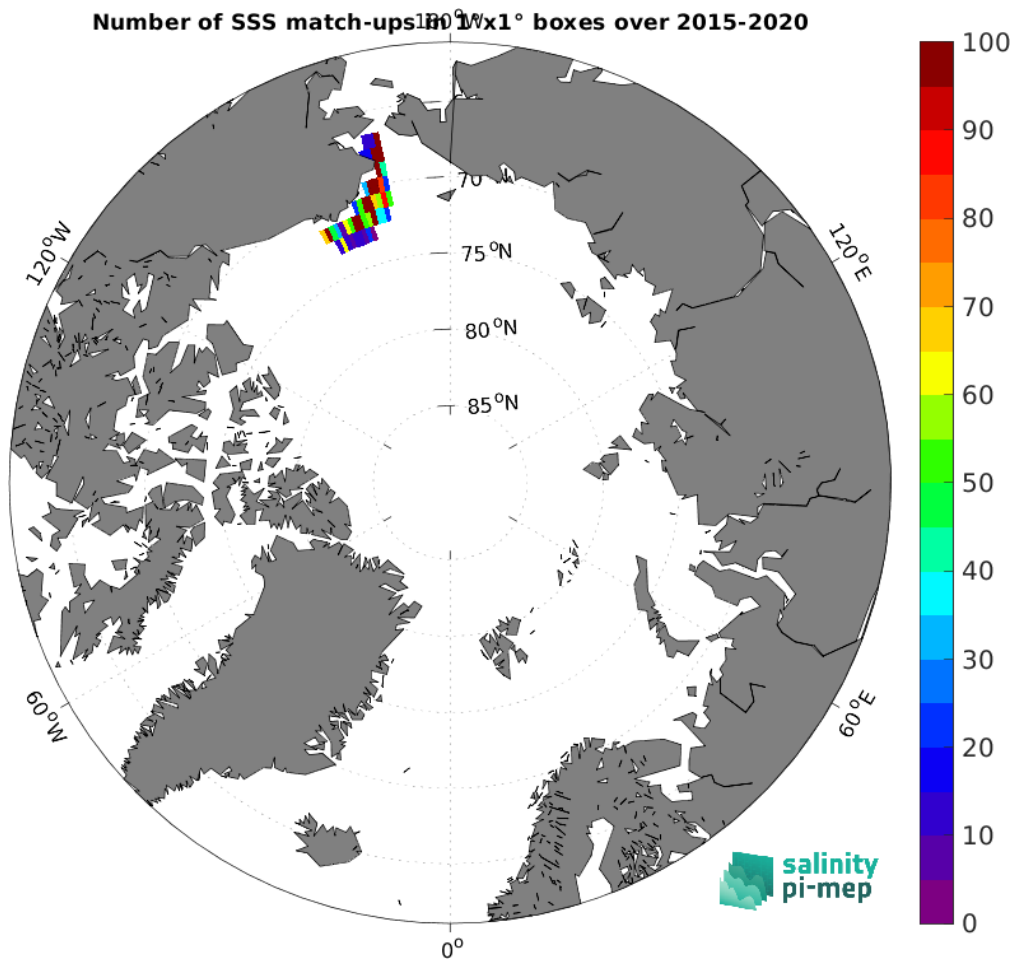 Number of SSS match-ups in 1°x1° boxes over 2015-2020
180°W
100
90
80
70
60
50
40
30
20
10
0
120°W
120°E
70 °N
75 °N
80 °N
85 °N
60°W
60°E
0°
salinity
pi-mep